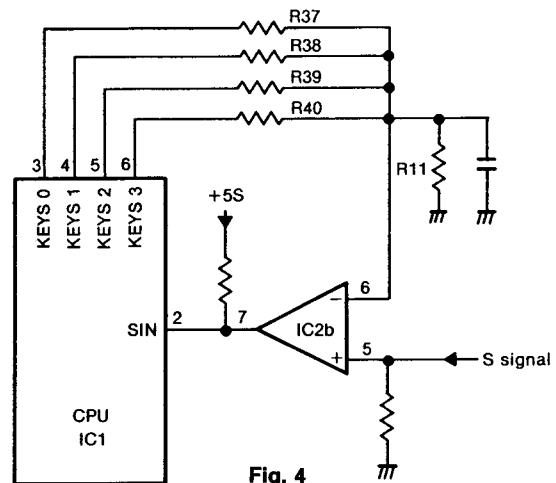 R37
R38
R39
R40
3 4 5 6
KEYS 0
KEYS 1
KEYS 2
KEYS 3
R11
+5S
SIN
2
7
6
−
IC2b
+
5
S signal
CPU
IC1
Fig. 4